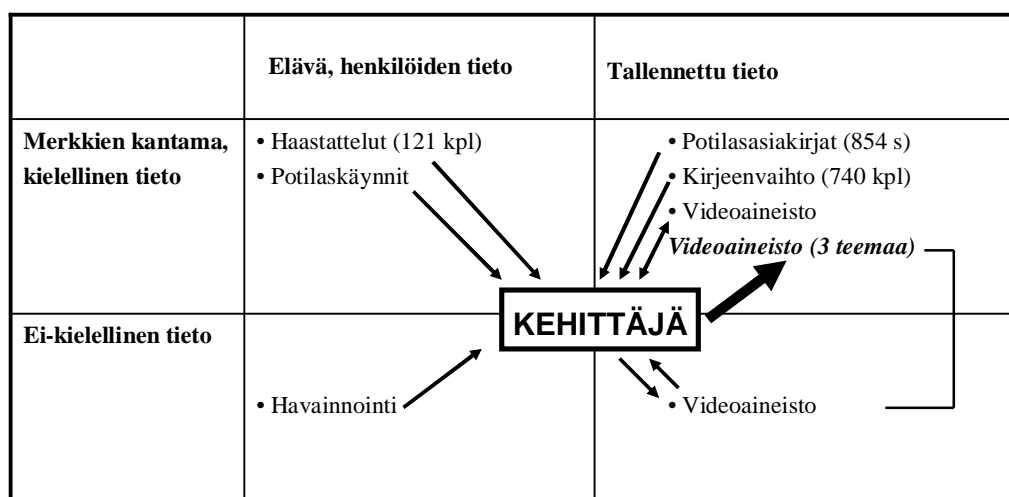 Elävä, henkilöiden tieto
Tallennettu tieto
Merkkien kantama,
kielellinen tieto
• Haastattelut (121 kpl)
• Potilaskäynnit
• Potilasasiakirjat (854 s)
• Kirjeenvaihto (740 kpl)
• Videoaineisto
Videoaineisto (3 teemaa)
KEHITTÄJÄ
Ei-kielellinen tieto
• Havainnointi
• Videoaineisto